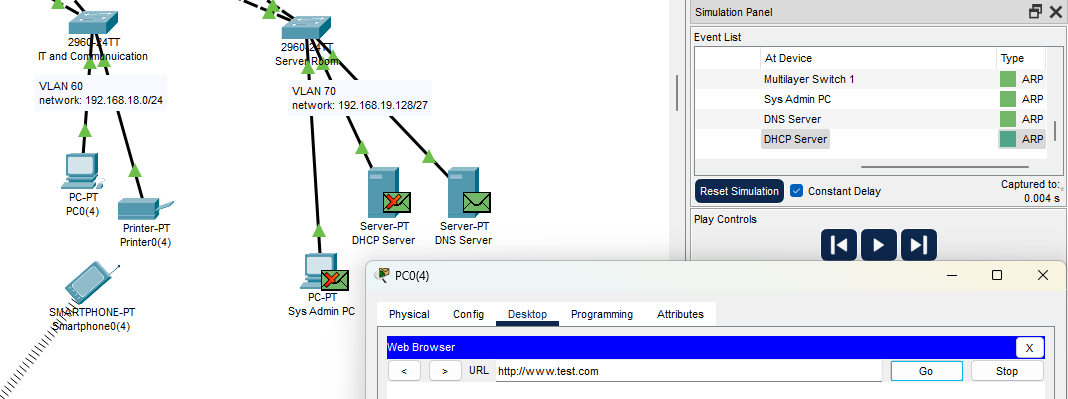 2960-24TT
IT and Commnuication
VLAN 60
network: 192.168.18.0/24
PC-PT
PC0(4)
Printer-PT
Printer0(4)
SMARTPHONE-PT
Smartphone0(4)
2960-24TT
Server Room
VLAN 70
network: 192.168.19.128/27
Server-PT
DHCP Server
Server-PT
DNS Server
PC-PT
Sys Admin PC
Simulation Panel
Event List
At Device Type
Multilayer Switch 1 ARP
Sys Admin PC ARP
DNS Server ARP
DHCP Server ARP
Reset Simulation Constant Delay Captured to:
0.004 s
Play Controls
PC0(4)
Physical Config Desktop Programming Attributes
Web Browser X
< > URL http://www.test.com Go Stop